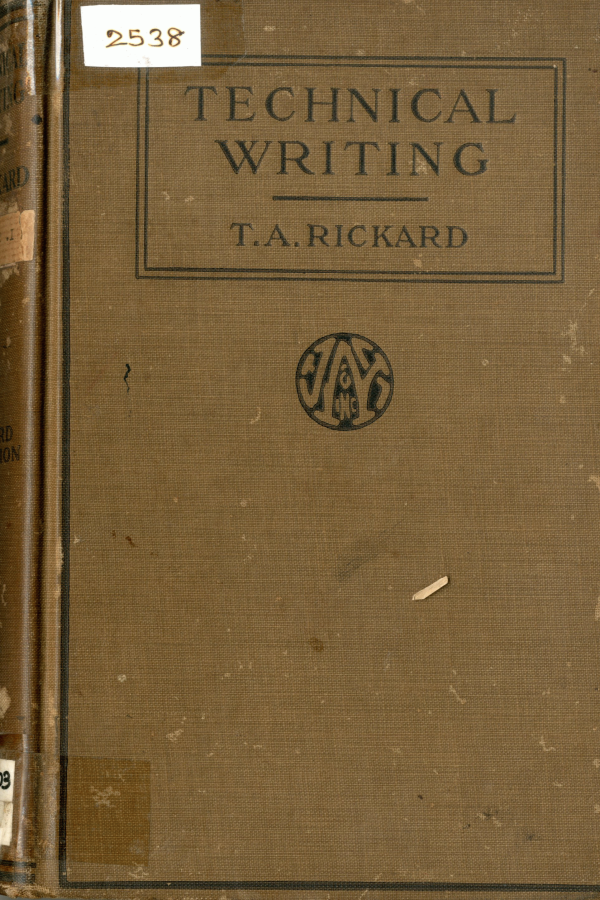 2538
TECHNICAL
WRITING
T.A. RICKARD